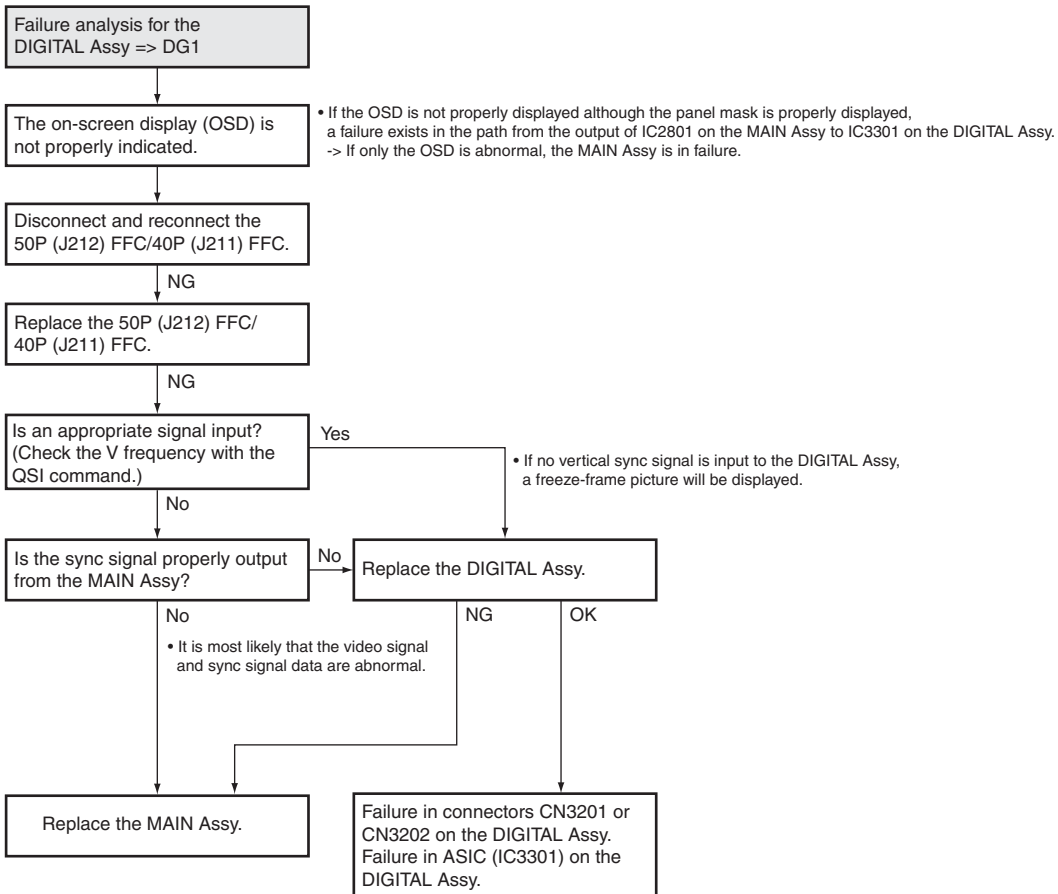 Failure analysis for the
DIGITAL Assy => DG1
The on-screen display (OSD) is
not properly indicated.
• If the OSD is not properly displayed although the panel mask is properly displayed,
a failure exists in the path from the output of IC2801 on the MAIN Assy to IC3301 on the DIGITAL Assy.
-> If only the OSD is abnormal, the MAIN Assy is in failure.
Disconnect and reconnect the
50P (J212) FFC/40P (J211) FFC.
NG
Replace the 50P (J212) FFC/
40P (J211) FFC.
NG
Is an appropriate signal input?
(Check the V frequency with the
QSI command.)
Yes
• If no vertical sync signal is input to the DIGITAL Assy,
a freeze-frame picture will be displayed.
No
Is the sync signal properly output
from the MAIN Assy?
No
Replace the DIGITAL Assy.
No
NG
OK
• It is most likely that the video signal
and sync signal data are abnormal.
Replace the MAIN Assy.
Failure in connectors CN3201 or
CN3202 on the DIGITAL Assy.
Failure in ASIC (IC3301) on the
DIGITAL Assy.